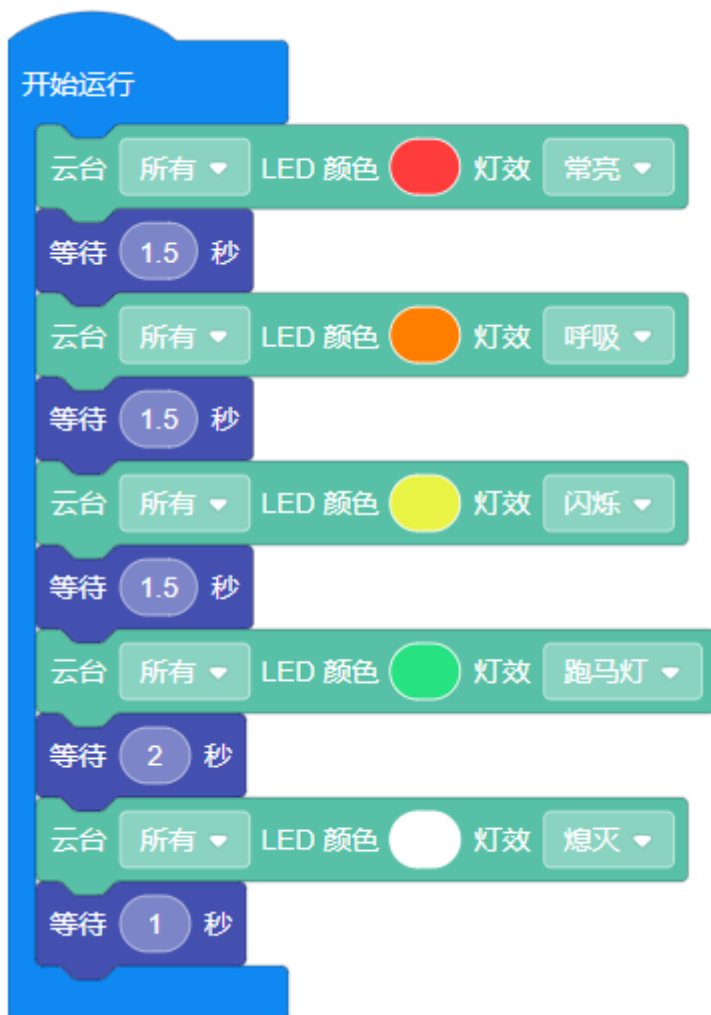 开始运行
云台 所有 LED 颜色 灯效 常亮
等待 1.5 秒
云台 所有 LED 颜色 灯效 呼吸
等待 1.5 秒
云台 所有 LED 颜色 灯效 闪烁
等待 1.5 秒
云台 所有 LED 颜色 灯效 跑马灯
等待 2 秒
云台 所有 LED 颜色 灯效 熄灭
等待 1 秒